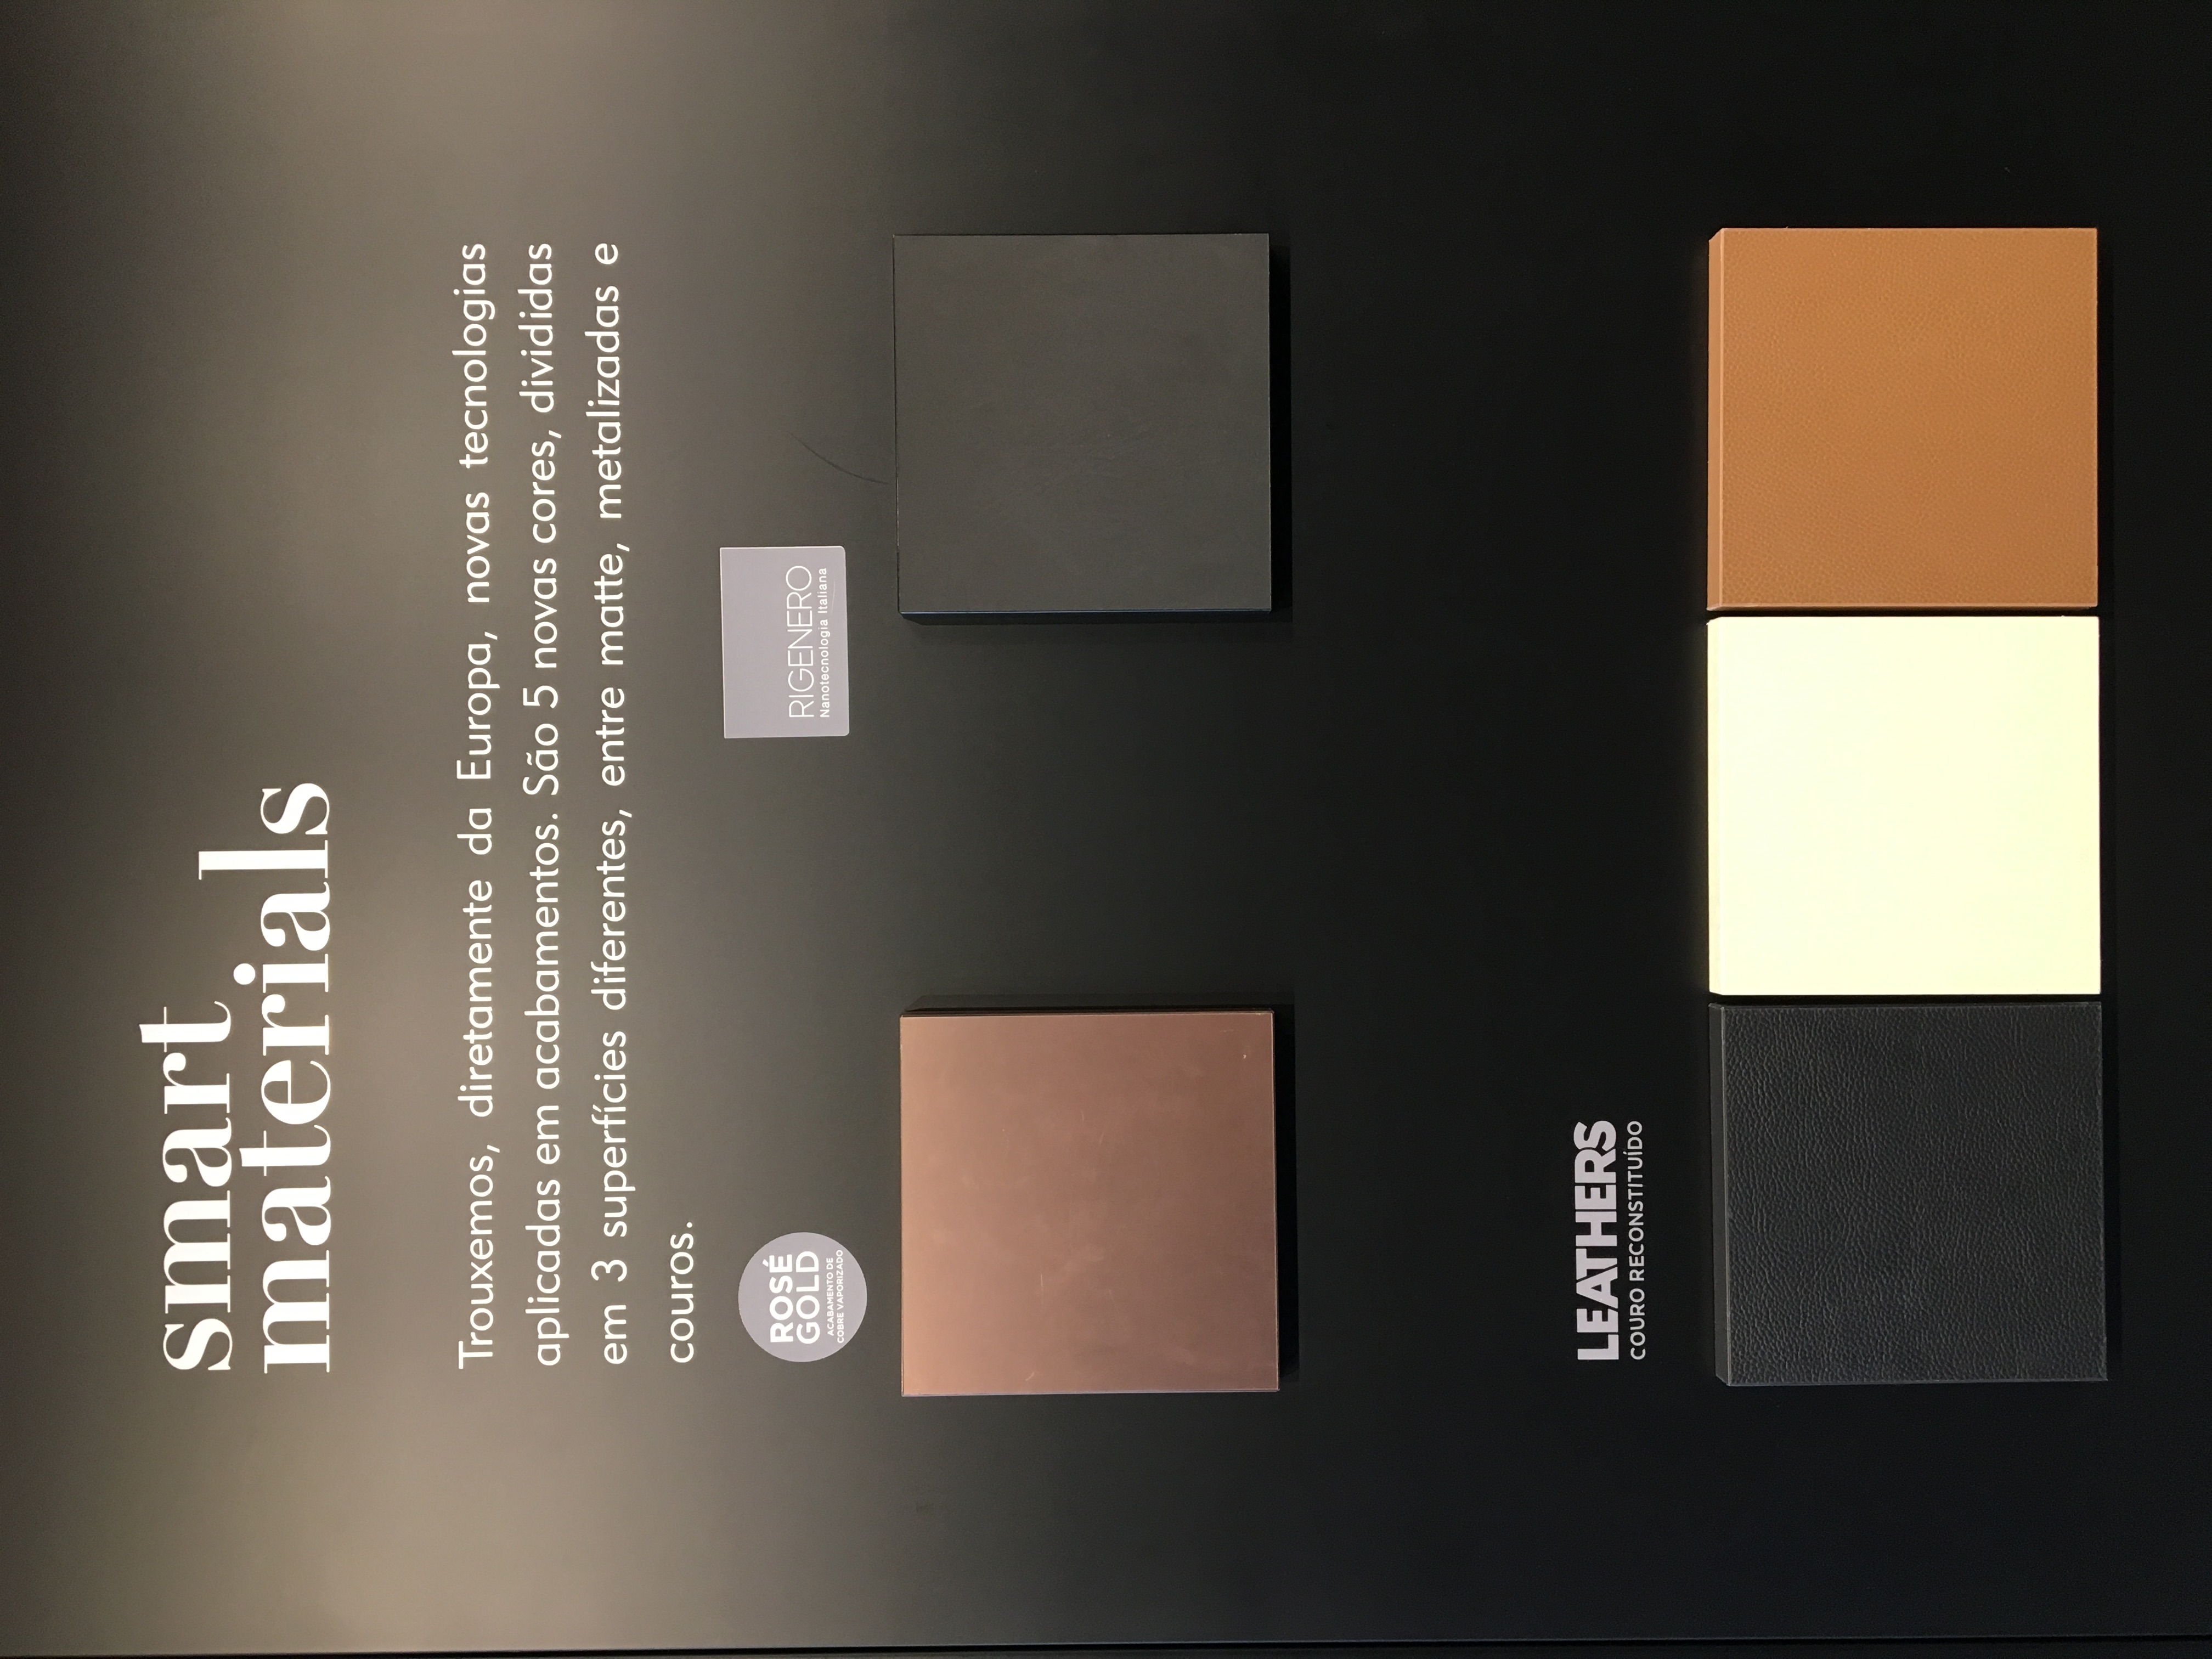 smart
materials
Trouxemos, diretamente da Europa, novas tecnologias
aplicadas em acabamentos. São 5 novas cores, divididas
em 3 superfícies diferentes, entre matte, metalizadas e
couros.
ROSÉ
GOLD
ACABAMENTO DE
COBRE VAPORIZADO
RIGENERO
Nanotecnologia Italiana
LEATHERS
COURO RECONSTITUÍDO